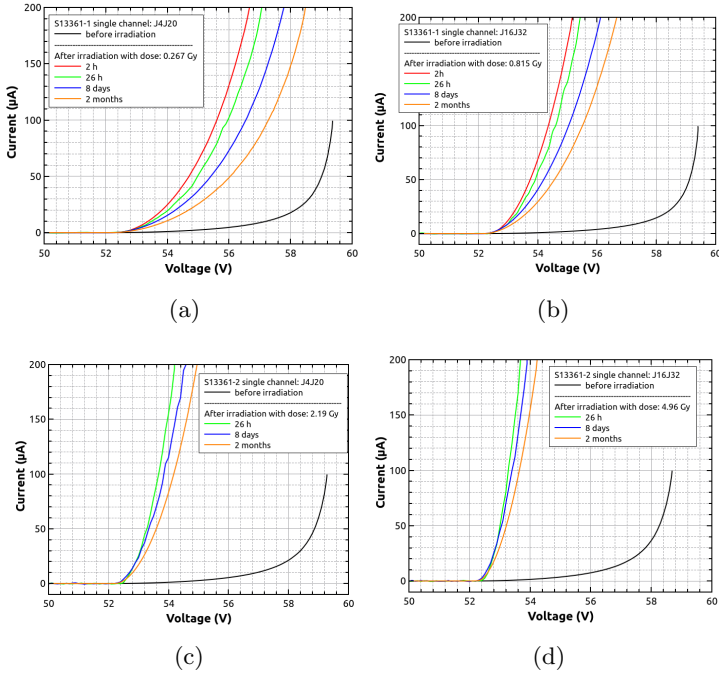 S13361-1 single channel: J4J20
before irradiation
After irradiation with dose: 0.267 Gy
2 h
26 h
8 days
2 months
200
150
100
50
0
Current (µA)
50 52 54 56 58 60
Voltage (V)
(a)
S13361-1 single channel: J16J32
before irradiation
After irradiation with dose: 0.815 Gy
2h
26 h
8 days
2 months
200
150
100
50
0
Current (µA)
50 52 54 56 58 60
Voltage (V)
(b)
S13361-2 single channel: J4J20
before irradiation
After irradiation with dose: 2.19 Gy
26 h
8 days
2 months
200
150
100
50
0
Current (µA)
50 52 54 56 58 60
Voltage (V)
(c)
S13361-2 single channel: J16J32
before irradiation
After irradiation with dose: 4.96 Gy
26 h
8 days
2 months
200
150
100
50
0
Current (µA)
50 52 54 56 58 60
Voltage (V)
(d)